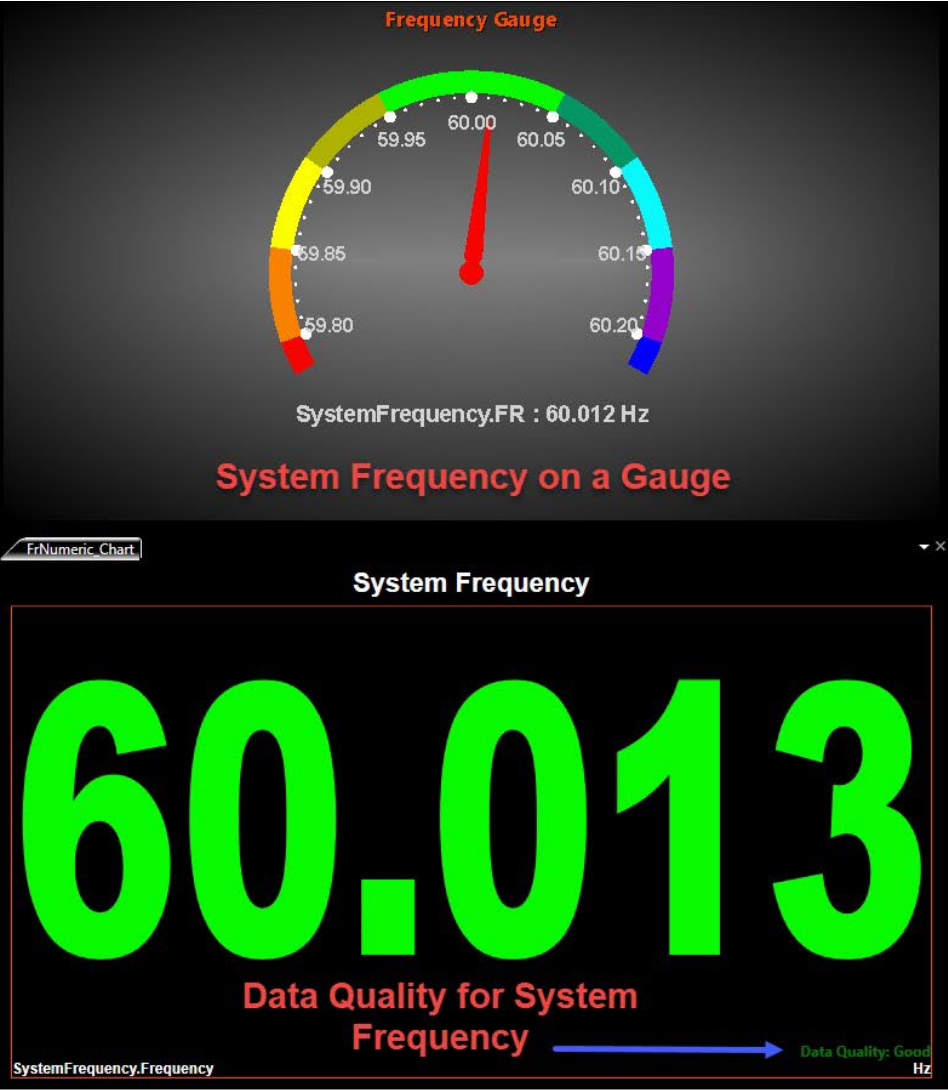 Frequency Gauge
60.00
59.95
60.05
59.90
60.10
59.85
60.15
59.80
60.20
SystemFrequency.FR : 60.012 Hz
System Frequency on a Gauge
FrNumeric_Chart
System Frequency
60.013
Data Quality for System
Frequency
Data Quality: Good
SystemFrequency.Frequency
Hz